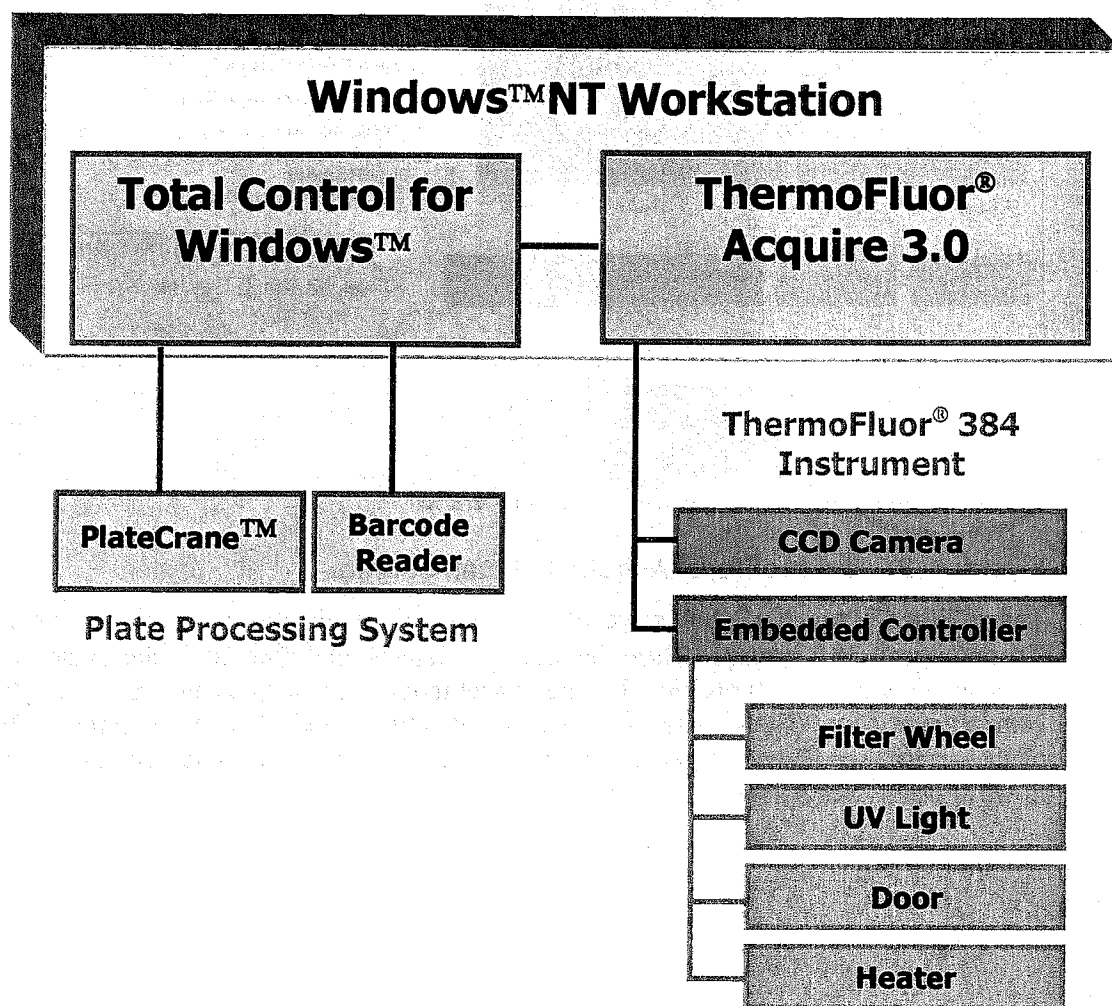 Windows™NT Workstation
Total Control for
Windows™
ThermoFluor®
Acquire 3.0
PlateCrane™
Barcode
Reader
Plate Processing System
ThermoFluor® 384
Instrument
CCD Camera
Embedded Controller
Filter Wheel
UV Light
Door
Heater